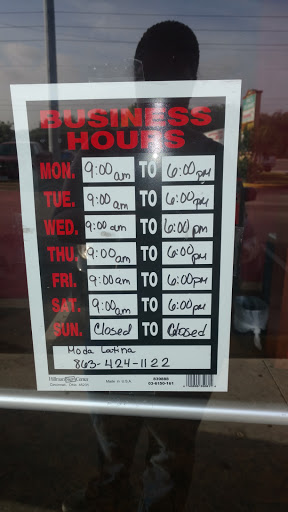 BUSINESS
HOURS
MON. 9:00 am TO 6:00 pm
TUE. 9:00 am TO 6:00 pm
WED. 9:00 am TO 6:00 pm
THU. 9:00 am TO 6:00 pm
FRI. 9:00 am TO 6:00 pm
SAT. 9:00 am TO 6:00 pm
SUN. Closed TO Closed
Moda Latina
863-424-1122
Made in U.S.A.